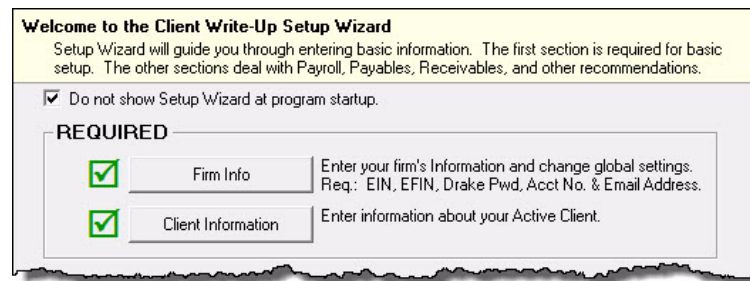 Welcome to the Client Write-Up Setup Wizard
Setup Wizard will guide you through entering basic information. The first section is required for basic
setup. The other sections deal with Payroll, Payables, Receivables, and other recommendations.
Do not show Setup Wizard at program startup.
REQUIRED
Firm Info
Enter your firm's Information and change global settings.
Req.: EIN, EFIN, Drake Pwd, Acct No. & Email Address.
Client Information
Enter information about your Active Client.